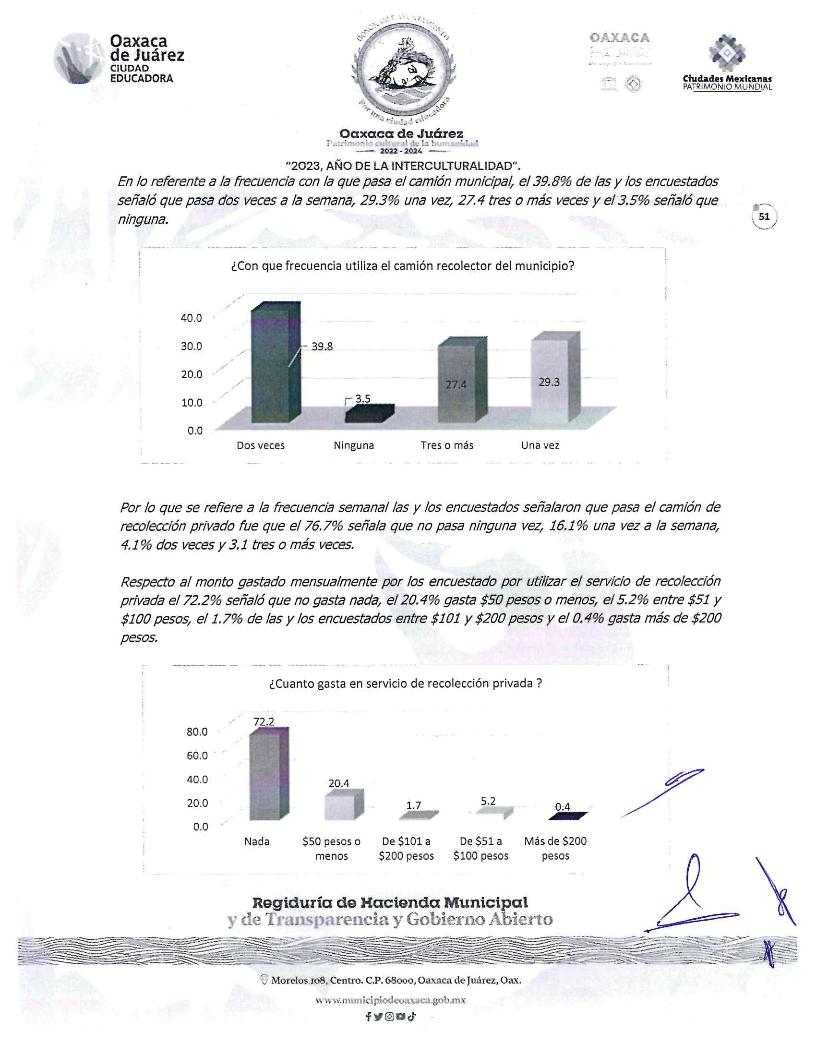 Oaxaca
de Juárez
CIUDAD
EDUCADORA
Por una ciudad educadora
Oaxaca de Juárez
Patrimonio cultural de la humanidad
2022 - 2024
OAXACA
Ciudades Mexicanas
PATRIMONIO MUNDIAL
"2023, AÑO DE LA INTERCULTURALIDAD".
En lo referente a la frecuencia con la que pasa el camión municipal, el 39.8% de las y los encuestados
señaló que pasa dos veces a la semana, 29.3% una vez, 27.4 tres o más veces y el 3.5% señaló que
ninguna.
51
¿Con que frecuencia utiliza el camión recolector del municipio?
40.0
30.0
20.0
10.0
0.0
39.8
3.5
27.4
29.3
Dos veces Ninguna Tres o más Una vez
Por lo que se refiere a la frecuencia semanal las y los encuestados señalaron que pasa el camión de
recolección privado fue que el 76.7% señala que no pasa ninguna vez, 16.1% una vez a la semana,
4.1% dos veces y 3.1 tres o más veces.
Respecto al monto gastado mensualmente por los encuestado por utilizar el servicio de recolección
privada el 72.2% señaló que no gasta nada, el 20.4% gasta $50 pesos o menos, el 5.2% entre $51 y
$100 pesos, el 1.7% de las y los encuestados entre $101 y $200 pesos y el 0.4% gasta más de $200
pesos.
¿Cuanto gasta en servicio de recolección privada ?
80.0
60.0
40.0
20.0
0.0
72.2
20.4
1.7
5.2
0.4
Nada $50 pesos o De $101 a De $51 a Más de $200
menos $200 pesos $100 pesos pesos
Regiduría de Hacienda Municipal
y de Transparencia y Gobierno Abierto
Morelos 108, Centro. C.P. 68000, Oaxaca de Juárez, Oax.
www.municipiodeoaxaca.gob.mx